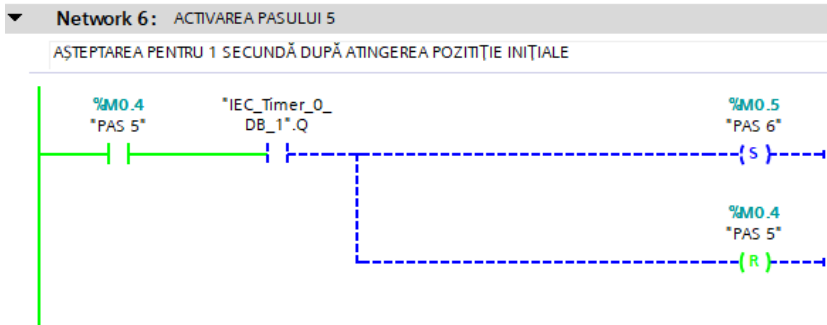 Network 6: ACTIVAREA PASULUI 5
AȘTEPTAREA PENTRU 1 SECUNDĂ DUPĂ ATINGEREA POZITIȚIE INIȚIALE
%M0.4
"PAS 5"
"IEC_Timer_0_
DB_1".Q
%M0.5
"PAS 6"
S
%M0.4
"PAS 5"
R